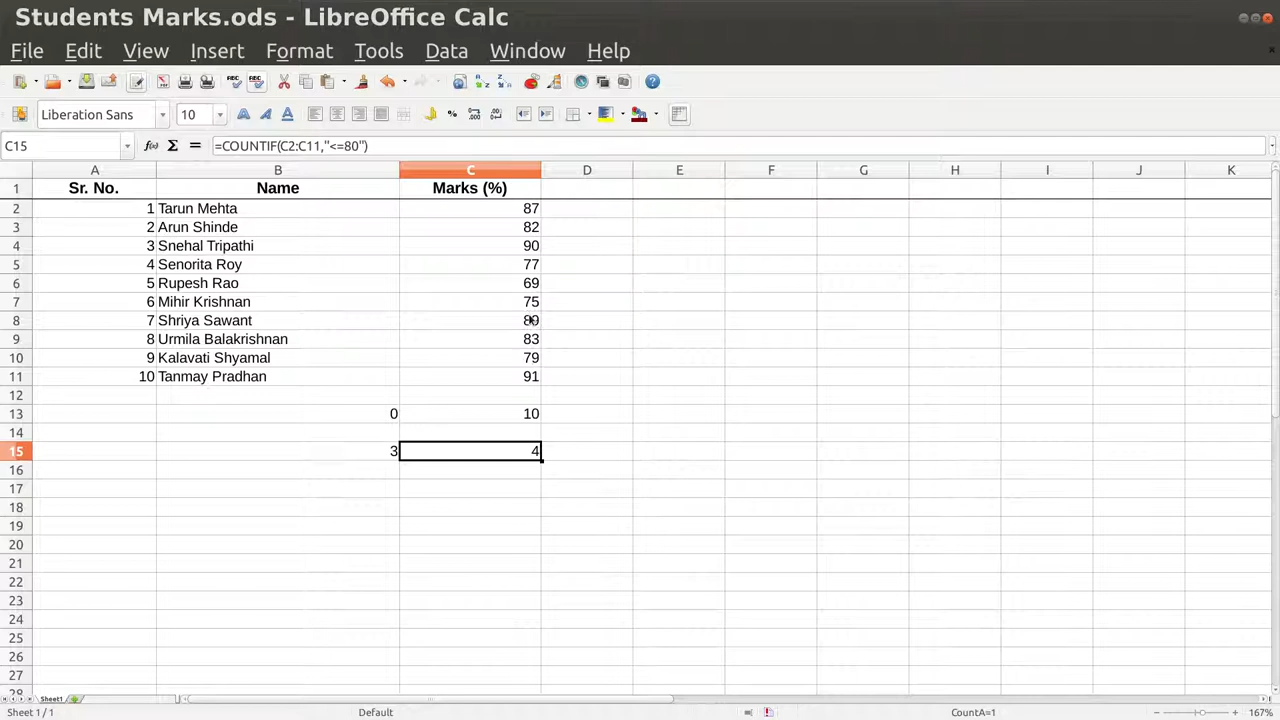 Students Marks.ods - LibreOffice Calc
File Edit View Insert Format Tools Data Window Help
Liberation Sans 10
C15 =COUNTIF(C2:C11,"<=80")
A B C D E F G H I J K
1 Sr. No. Name Marks (%)
2 1 Tarun Mehta 87
3 2 Arun Shinde 82
4 3 Snehal Tripathi 90
5 4 Senorita Roy 77
6 5 Rupesh Rao 69
7 6 Mihir Krishnan 75
8 7 Shriya Sawant 89
9 8 Urmila Balakrishnan 83
10 9 Kalavati Shyamal 79
11 10 Tanmay Pradhan 91
12
13 0 10
14
15 3 4
16
17
18
19
20
21
22
23
24
25
26
27
28
Sheet1
Sheet 1 / 1 Default CountA=1 167%